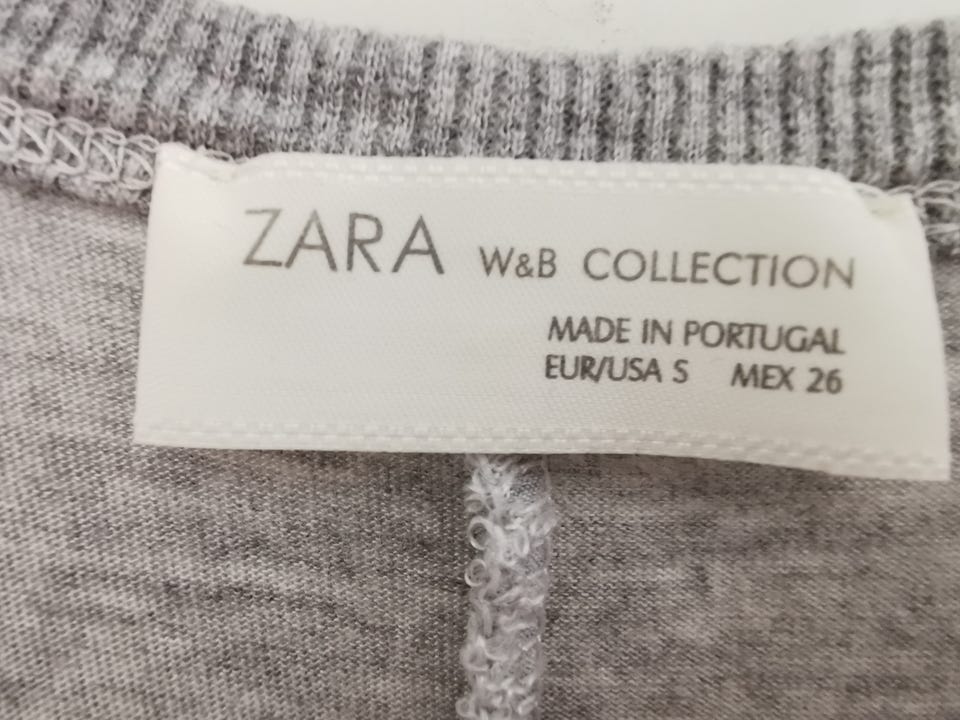 ZARA W&B COLLECTION
MADE IN PORTUGAL
EUR/USA S MEX 26